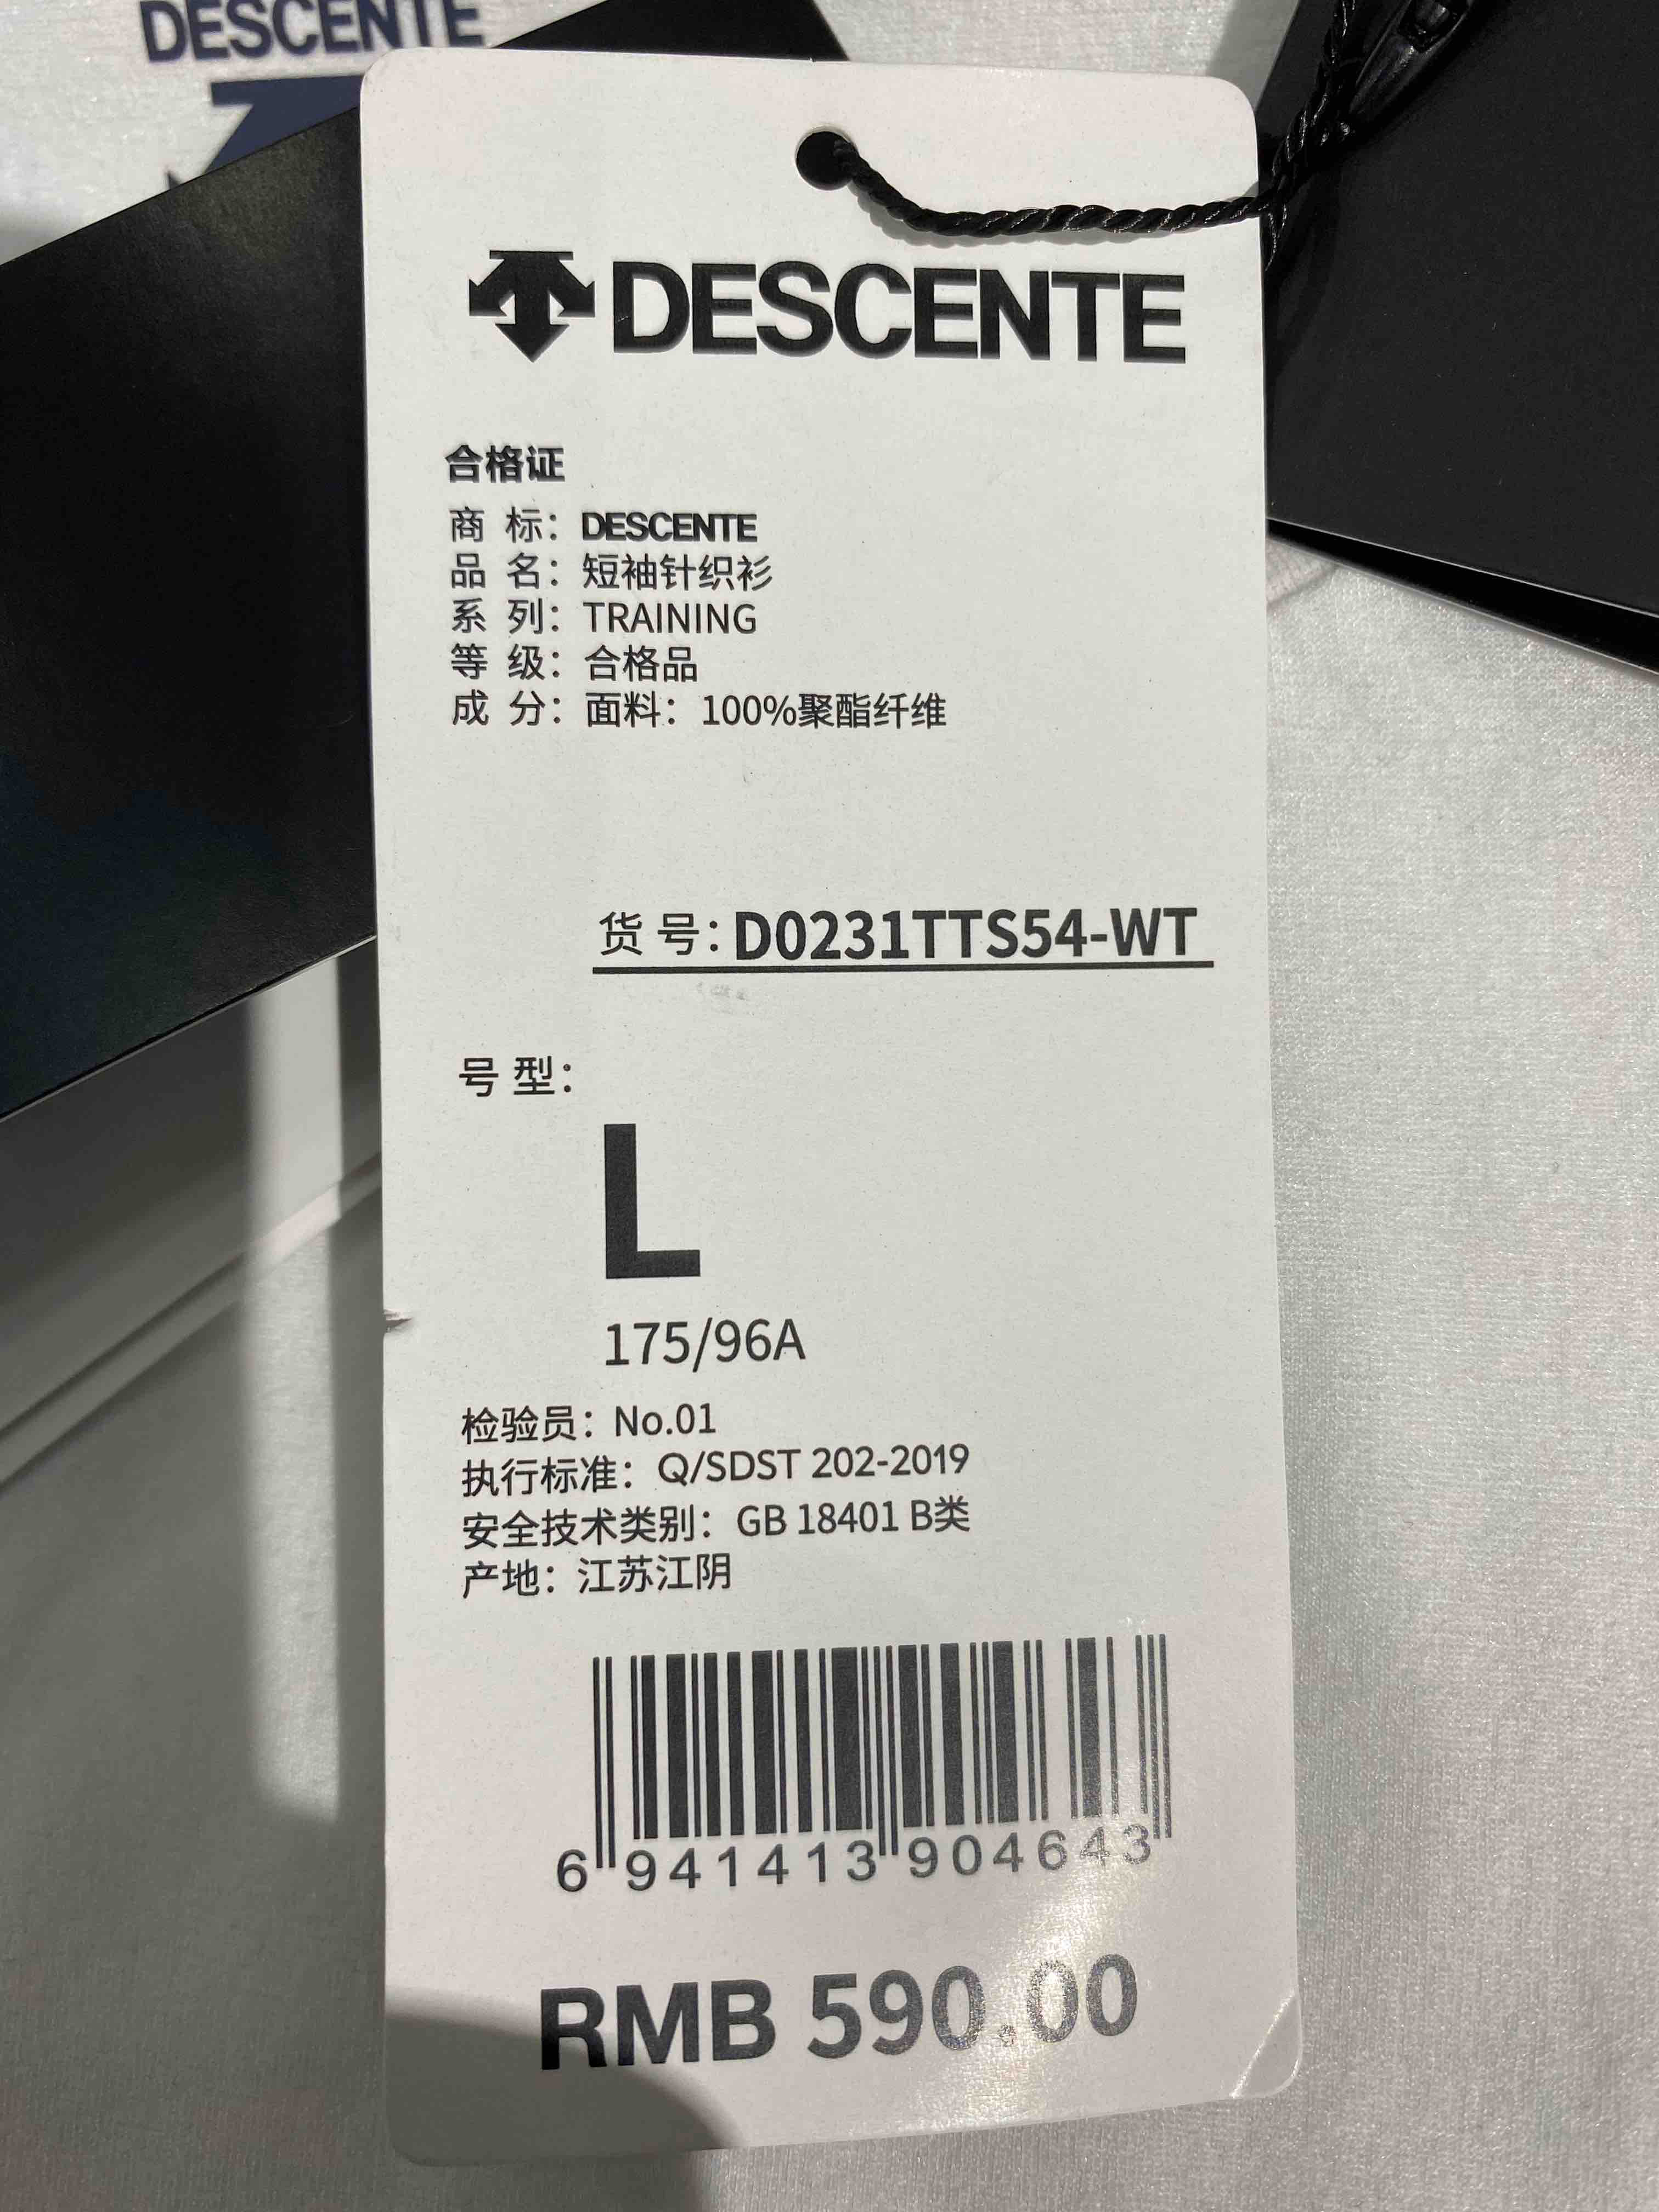 DESCENTE
DESCENTE
合格证
商 标：DESCENTE
品 名：短袖针织衫
系 列：TRAINING
等 级：合格品
成 分：面料：100%聚酯纤维
货 号：D0231TTS54-WT
号 型：
L
175/96A
检验员：No.01
执行标准：Q/SDST 202-2019
安全技术类别：GB 18401 B类
产地：江苏江阴
6 941413 904643
RMB 590.00